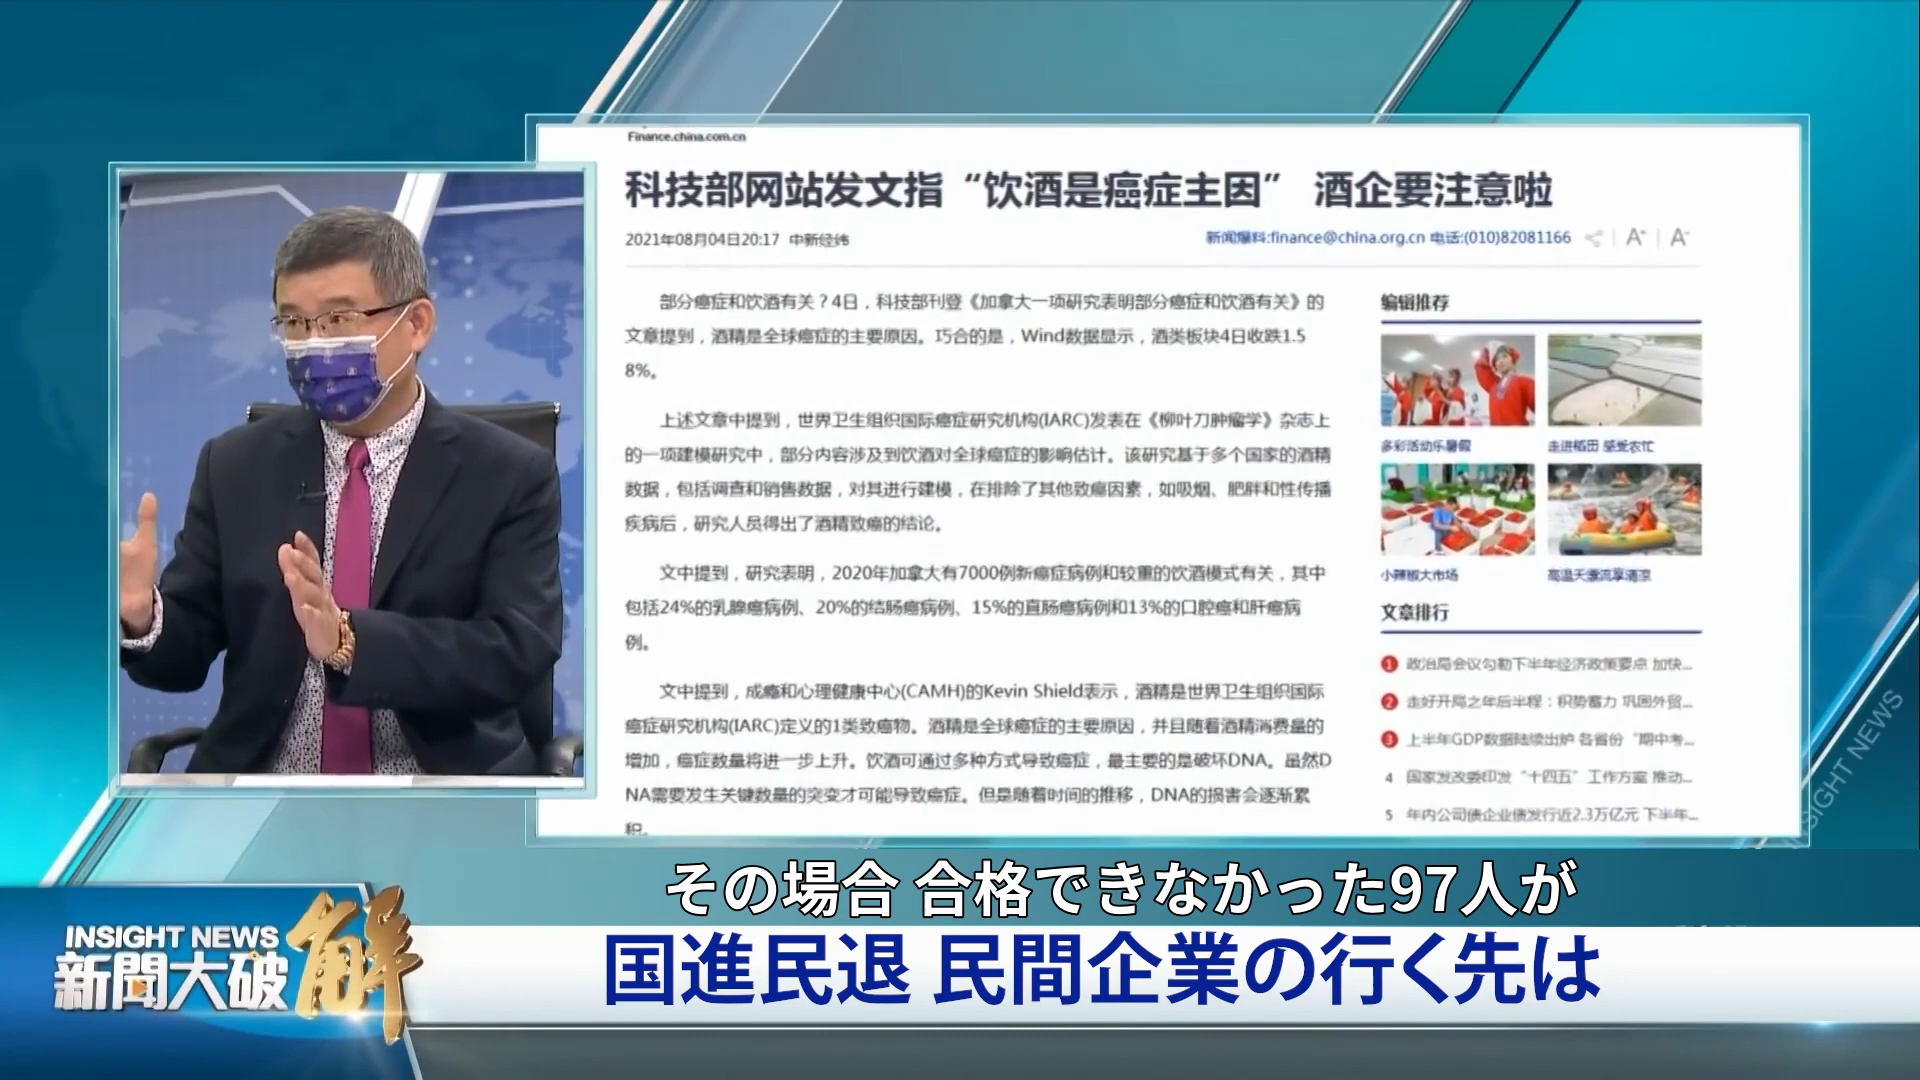 Finance.china.com.cn
科技部网站发文指“饮酒是癌症主因” 酒企要注意啦
2021年08月04日20:17 中新经纬
新闻爆料:finance@china.org.cn 电话:(010)82081166
A+
A-
部分癌症和饮酒有关？4日，科技部刊登《加拿大一项研究表明部分癌症和饮酒有关》的
文章提到，酒精是全球癌症的主要原因。巧合的是，Wind数据显示，酒类板块4日收跌1.5
8%。
上述文章中提到，世界卫生组织国际癌症研究机构(IARC)发表在《柳叶刀肿瘤学》杂志上
的一项建模研究中，部分内容涉及到饮酒对全球癌症的影响估计。该研究基于多个国家的酒精
数据，包括调查和销售数据，对其进行建模，在排除了其他致癌因素，如吸烟、肥胖和性传播
疾病后，研究人员得出了酒精致癌的结论。
文中提到，研究表明，2020年加拿大有7000例新癌症病例和较重的饮酒模式有关，其中
包括24%的乳腺癌病例、20%的结肠癌病例、15%的直肠癌病例和13%的口腔癌和肝癌病
例。
文中提到，成瘾和心理健康中心(CAMH)的Kevin Shield表示，酒精是世界卫生组织国际
癌症研究机构(IARC)定义的1类致癌物。酒精是全球癌症的主要原因，并且随着酒精消费量的
增加，癌症数量将进一步上升。饮酒可通过多种方式导致癌症，最主要的是破坏DNA。虽然D
NA需要发生关键数量的突变才可能导致癌症。但是随着时间的推移，DNA的损害会逐渐累
积。
编辑推荐
多彩活动乐暑假
走进稻田 感受农忙
小辣椒大市场
高温天漂流享清凉
文章排行
1 政治局会议勾勒下半年经济政策要点 加快...
2 走好开局之年后半程：积势蓄力 巩固外贸...
3 上半年GDP数据陆续出炉 各省份“期中考...
4 国家发改委印发“十四五”工作方案 推动...
5 年内公司债企业债发行近2.3万亿元 下半年...
INSIGHT NEWS
その場合 合格できなかった97人が
国進民退 民間企業の行く先は
INSIGHT NEWS
新聞大破解